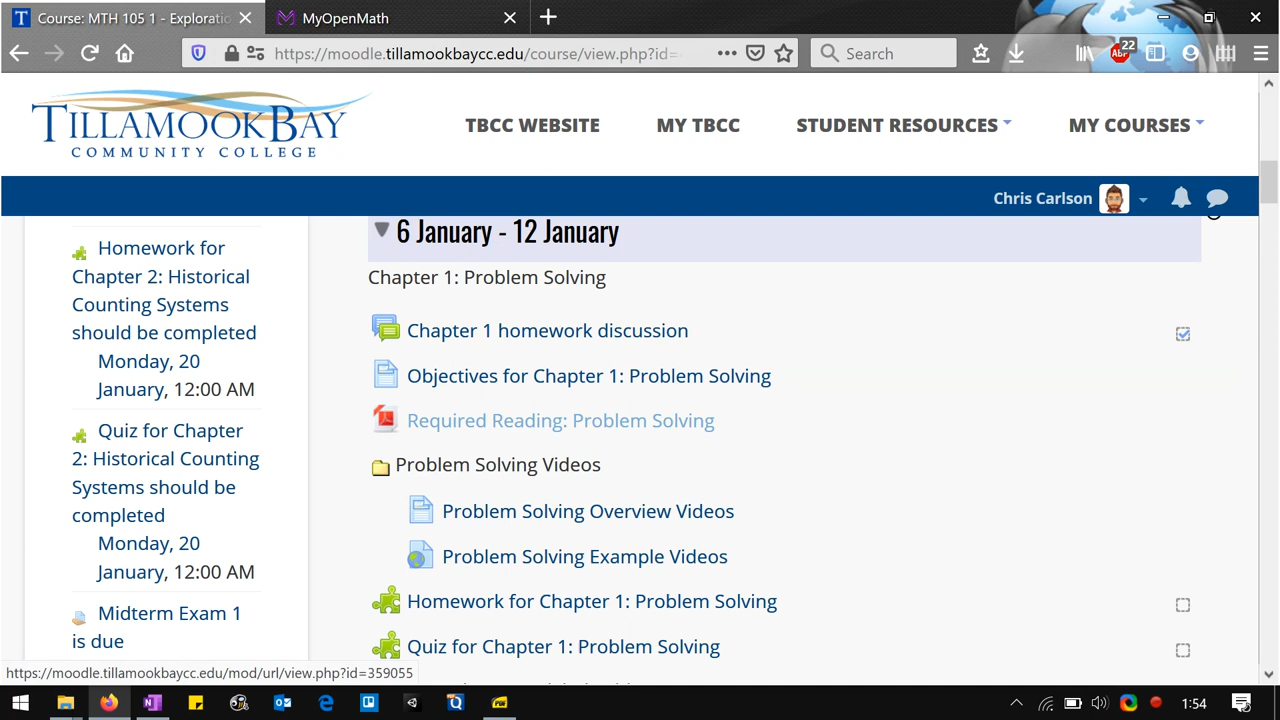 Course: MTH 105 1 - Exploratio
MyOpenMath
https://moodle.tillamookbaycc.edu/course/view.php?id=
Search
ABP
22
TILLAMOOK BAY
COMMUNITY COLLEGE
TBCC WEBSITE
MY TBCC
STUDENT RESOURCES
MY COURSES
Chris Carlson
Homework for
Chapter 2: Historical
Counting Systems
should be completed
Monday, 20
January, 12:00 AM
Quiz for Chapter
2: Historical Counting
Systems should be
completed
Monday, 20
January, 12:00 AM
Midterm Exam 1
is due
6 January - 12 January
Chapter 1: Problem Solving
Chapter 1 homework discussion
Objectives for Chapter 1: Problem Solving
Required Reading: Problem Solving
Problem Solving Videos
Problem Solving Overview Videos
Problem Solving Example Videos
Homework for Chapter 1: Problem Solving
Quiz for Chapter 1: Problem Solving
https://moodle.tillamookbaycc.edu/mod/url/view.php?id=359055
1:54